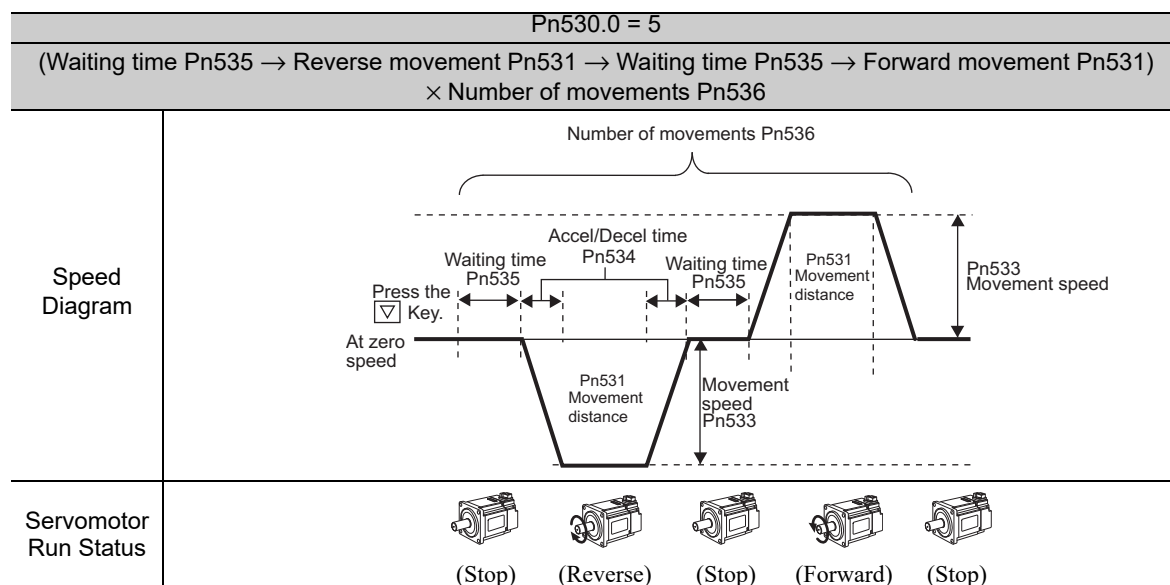 Pn530.0 = 5
(Waiting time Pn535 → Reverse movement Pn531 → Waiting time Pn535 → Forward movement Pn531)
× Number of movements Pn536
Speed
Diagram
Number of movements Pn536
Accel/Decel time
Pn534
Waiting time
Pn535
Waiting time
Pn535
Press the
▽ Key.
At zero
speed
Pn531
Movement
distance
Movement
speed
Pn533
Pn531
Movement
distance
Pn533
Movement speed
Servomotor
Run Status
(Stop) (Reverse) (Stop) (Forward) (Stop)